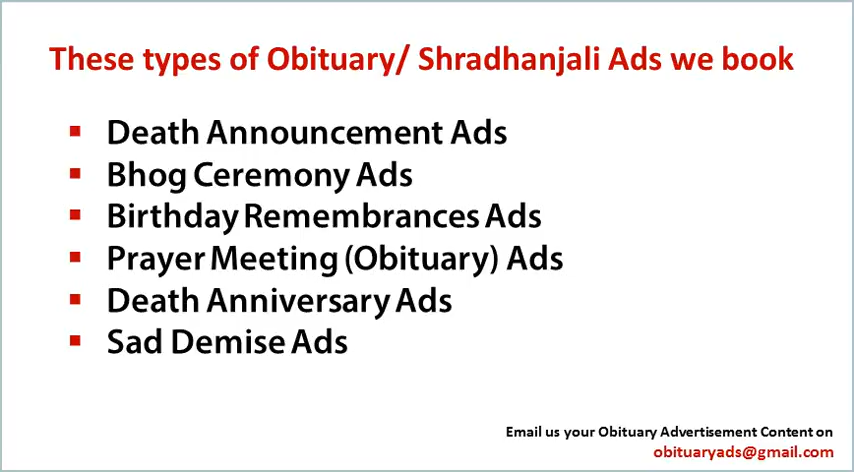 These types of Obituary/ Shradhanjali Ads we book
▪ Death Announcement Ads
▪ Bhog Ceremony Ads
▪ Birthday Remembrances Ads
▪ Prayer Meeting (Obituary) Ads
▪ Death Anniversary Ads
▪ Sad Demise Ads
Email us your Obituary Advertisement Content on
obituaryads@gmail.com